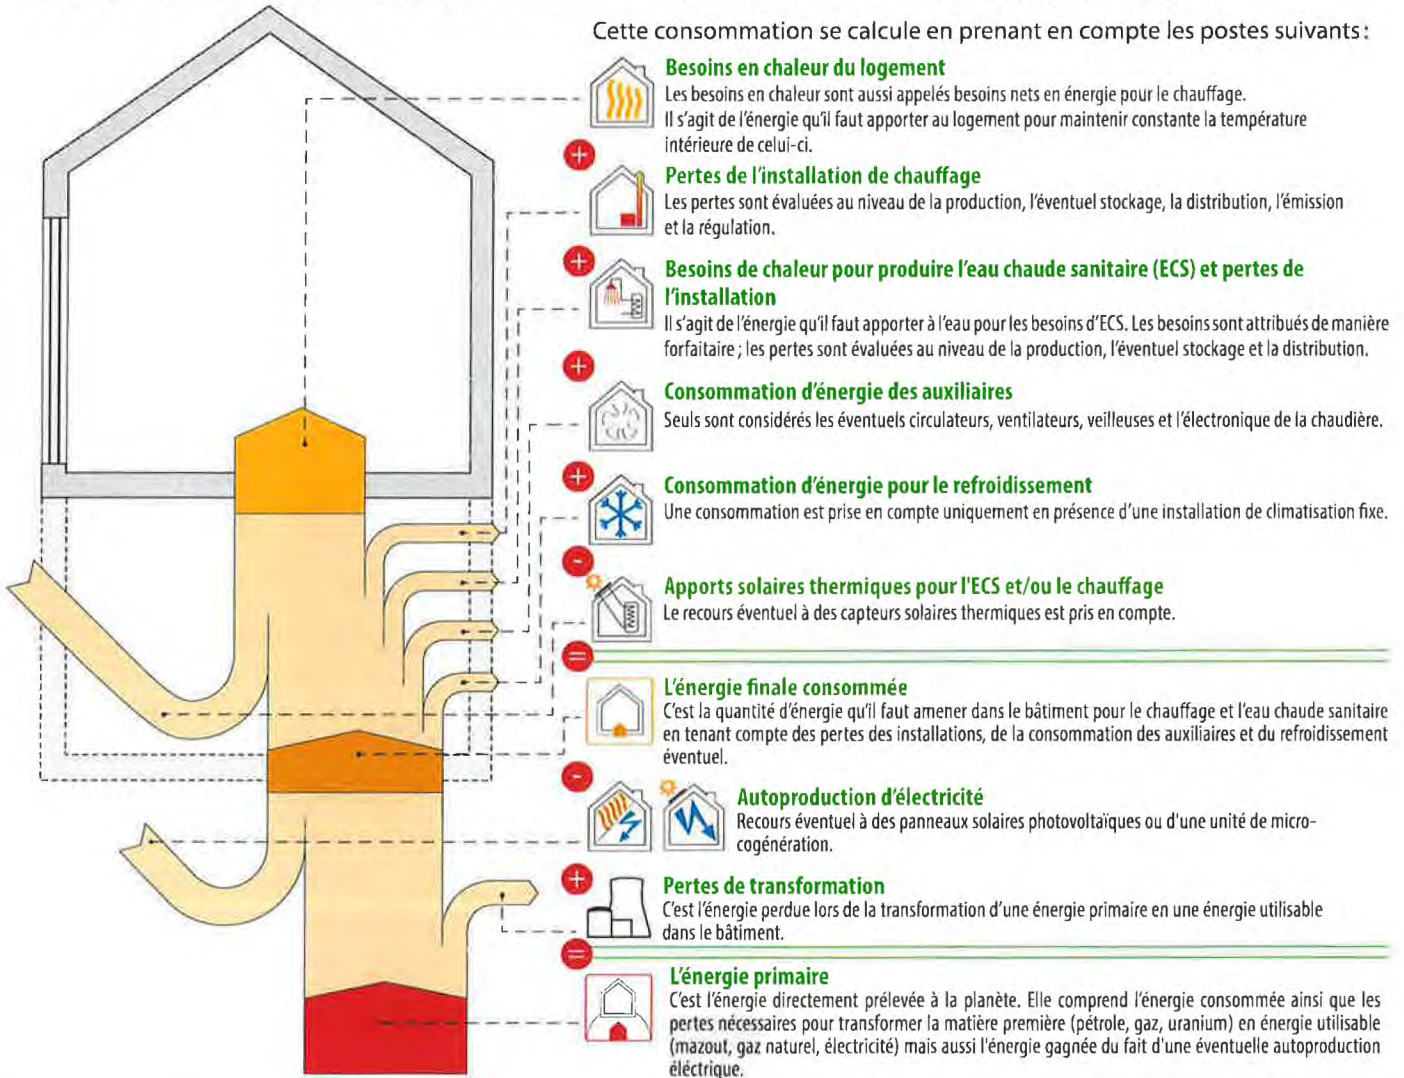 Cette consommation se calcule en prenant en compte les postes suivants :
Besoins en chaleur du logement
Les besoins en chaleur sont aussi appelés besoins nets en énergie pour le chauffage.
Il s'agit de l'énergie qu'il faut apporter au logement pour maintenir constante la température
intérieure de celui-ci.
+
Pertes de l'installation de chauffage
Les pertes sont évaluées au niveau de la production, l'éventuel stockage, la distribution, l'émission
et la régulation.
+
Besoins de chaleur pour produire l'eau chaude sanitaire (ECS) et pertes de
l'installation
Il s'agit de l'énergie qu'il faut apporter à l'eau pour les besoins d'ECS. Les besoins sont attribués de manière
forfaitaire ; les pertes sont évaluées au niveau de la production, l'éventuel stockage et la distribution.
+
Consommation d'énergie des auxiliaires
Seuls sont considérés les éventuels circulateurs, ventilateurs, veilleuses et l'électronique de la chaudière.
+
Consommation d'énergie pour le refroidissement
Une consommation est prise en compte uniquement en présence d'une installation de climatisation fixe.
-
Apports solaires thermiques pour l'ECS et/ou le chauffage
Le recours éventuel à des capteurs solaires thermiques est pris en compte.
=
L'énergie finale consommée
C'est la quantité d'énergie qu'il faut amener dans le bâtiment pour le chauffage et l'eau chaude sanitaire
en tenant compte des pertes des installations, de la consommation des auxiliaires et du refroidissement
éventuel.
-
Autoproduction d'électricité
Recours éventuel à des panneaux solaires photovoltaïques ou d'une unité de micro-
cogénération.
+
Pertes de transformation
C'est l'énergie perdue lors de la transformation d'une énergie primaire en une énergie utilisable
dans le bâtiment.
=
L'énergie primaire
C'est l'énergie directement prélevée à la planète. Elle comprend l'énergie consommée ainsi que les
pertes nécessaires pour transformer la matière première (pétrole, gaz, uranium) en énergie utilisable
(mazout, gaz naturel, électricité) mais aussi l'énergie gagnée du fait d'une éventuelle autoproduction
éléctrique.